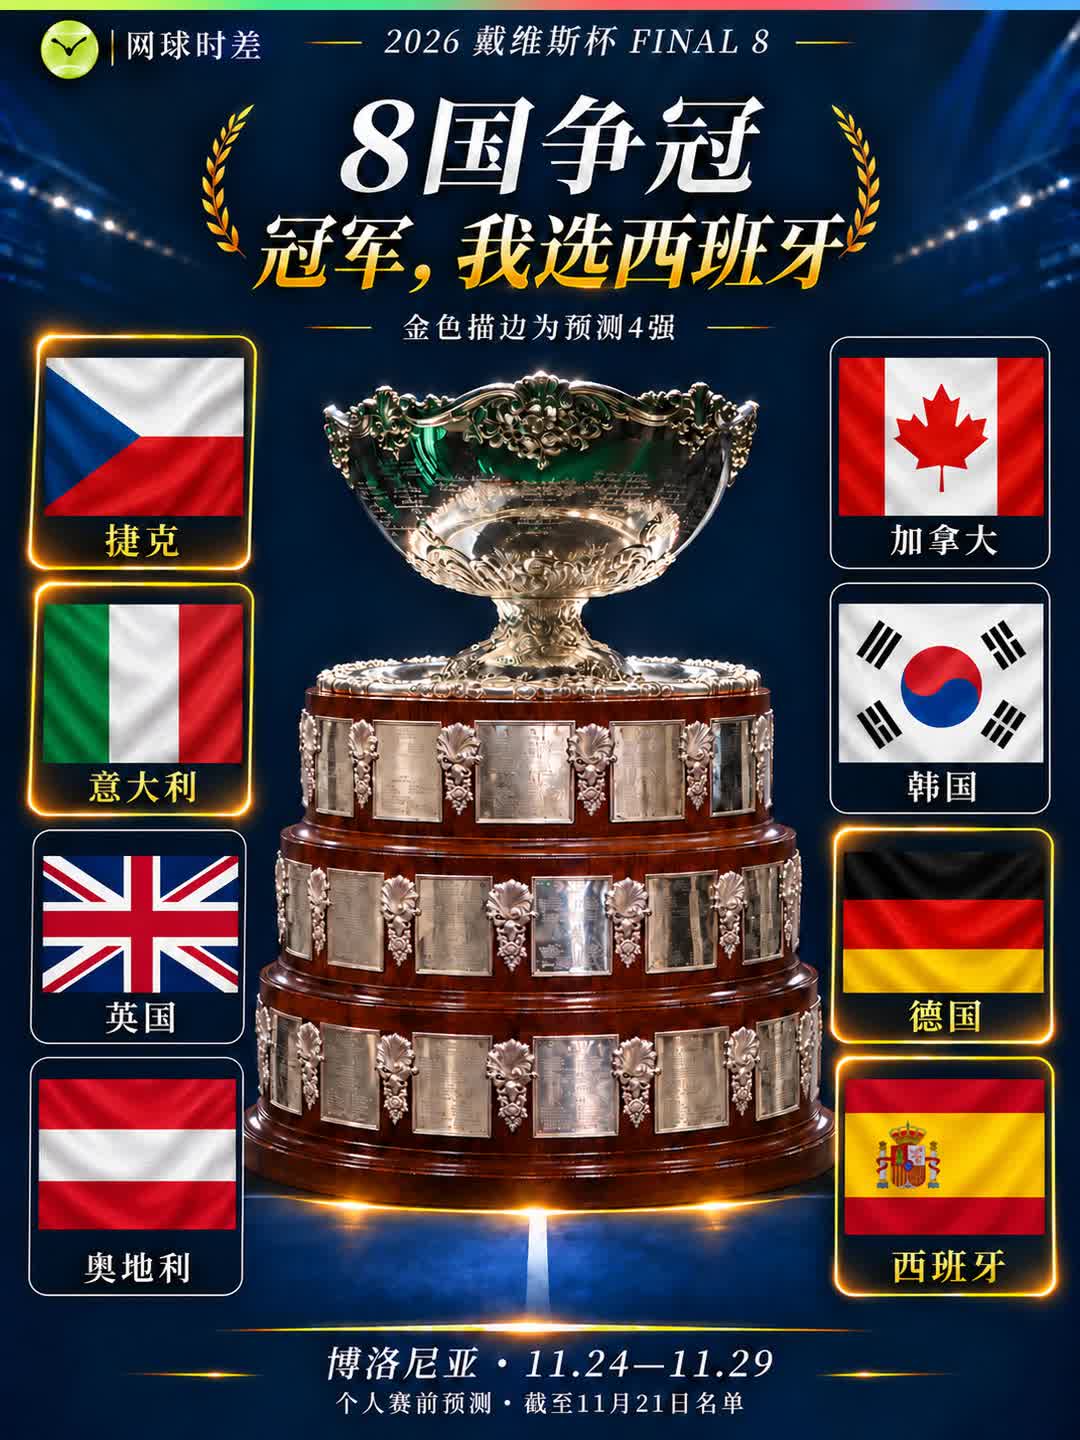 网球时差
2026 戴维斯杯 FINAL 8
8国争冠
冠军，我选西班牙
金色描边为预测4强
捷克
加拿大
意大利
韩国
英国
德国
奥地利
西班牙
博洛尼亚·11.24—11.29
个人赛前预测·截至11月21日名单